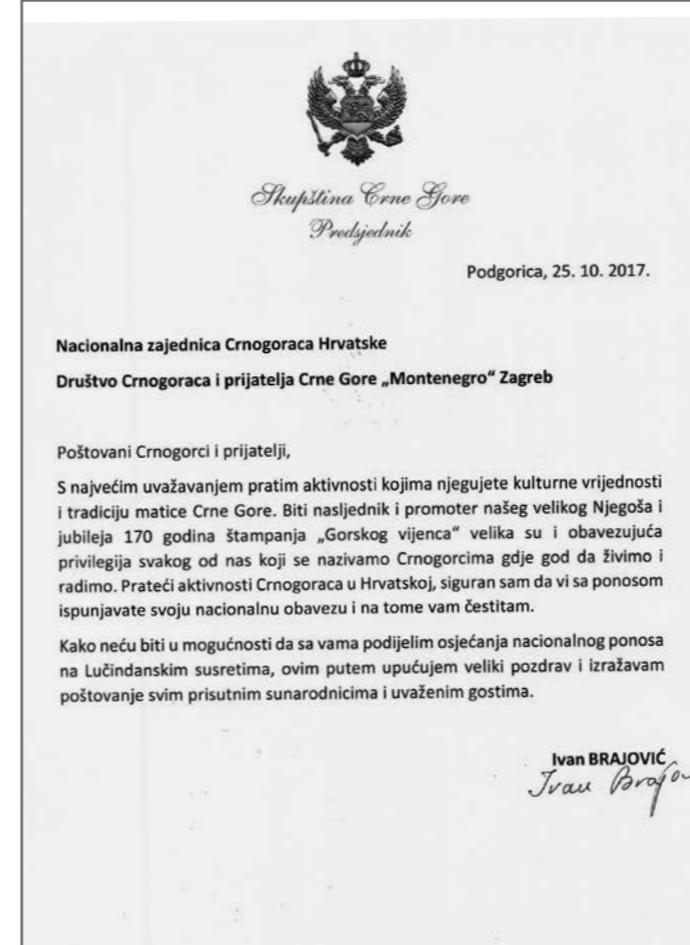 Skupština Crne Gore
Predsjednik
Podgorica, 25. 10. 2017.
Nacionalna zajednica Crnogoraca Hrvatske
Društvo Crnogoraca i prijatelja Crne Gore „Montenegro“ Zagreb
Poštovani Crnogorci i prijatelji,
S najvećim uvažavanjem pratim aktivnosti kojima njegujete kulturne vrijednosti
i tradiciju matice Crne Gore. Biti nasljednik i promoter našeg velikog Njegoša i
jubileja 170 godina štampanja „Gorskog vijenca“ velika su i obavezujuća
privilegija svakog od nas koji se nazivamo Crnogorcima gdje god da živimo i
radimo. Prateći aktivnosti Crnogoraca u Hrvatskoj, siguran sam da vi sa ponosom
ispunjavate svoju nacionalnu obavezu i na tome vam čestitam.
Kako neću biti u mogućnosti da sa vama podijelim osjećanja nacionalnog ponosa
na Lučindanskim susretima, ovim putem upućujem veliki pozdrav i izražavam
poštovanje svim prisutnim sunarodnicima i uvaženim gostima.
Ivan BRAJOVIĆ
Ivan Brajov